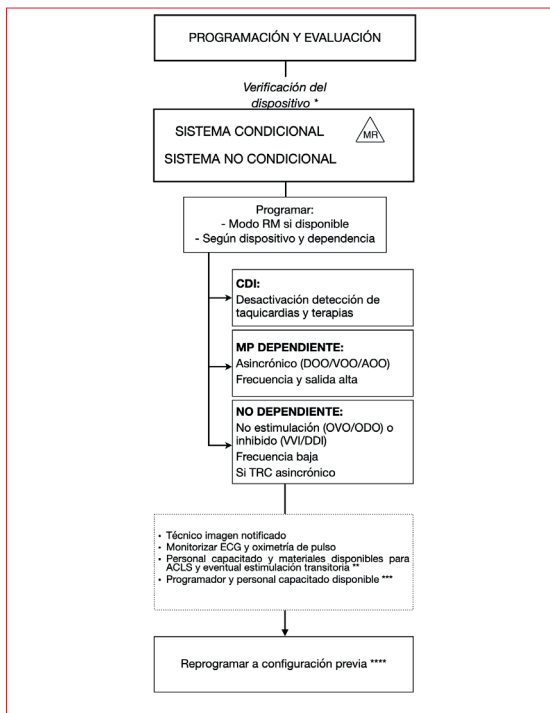 PROGRAMACIÓN Y EVALUACIÓN
Verificación del
dispositivo *
SISTEMA CONDICIONAL
MR
SISTEMA NO CONDICIONAL
Programar:
- Modo RM si disponible
- Según dispositivo y dependencia
CDI:
Desactivación detección de
taquicardias y terapias
MP DEPENDIENTE:
Asincrónico (DOO/VOO/AOO)
Frecuencia y salida alta
NO DEPENDIENTE:
No estimulación (OVO/ODO) o
inhibido (VVI/DDI)
Frecuencia baja
Si TRC asincrónico
• Técnico imagen notificado
• Monitorizar ECG y oximetría de pulso
• Personal capacitado y materiales disponibles para
ACLS y eventual estimulación transitoria **
• Programador y personal capacitado disponible ***
Reprogramar a configuración previa ****